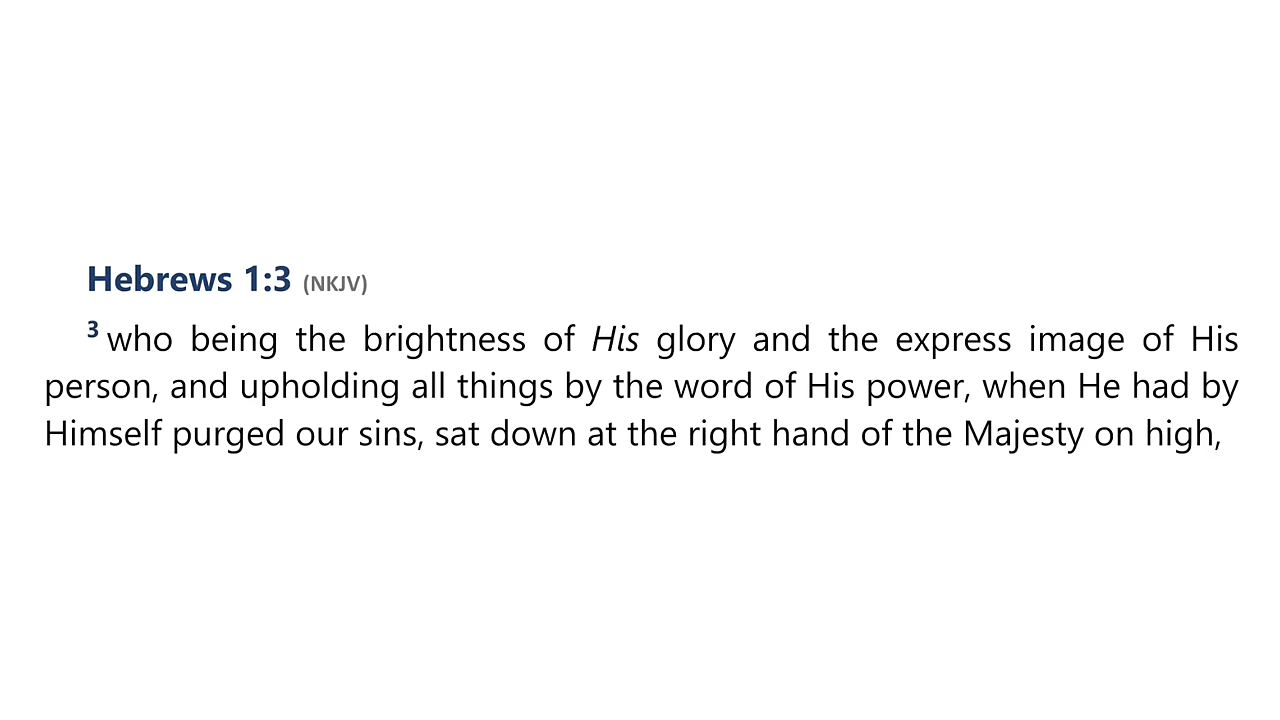 Hebrews 1:3 (NKJV)
3 who being the brightness of His glory and the express image of His
person, and upholding all things by the word of His power, when He had by
Himself purged our sins, sat down at the right hand of the Majesty on high,